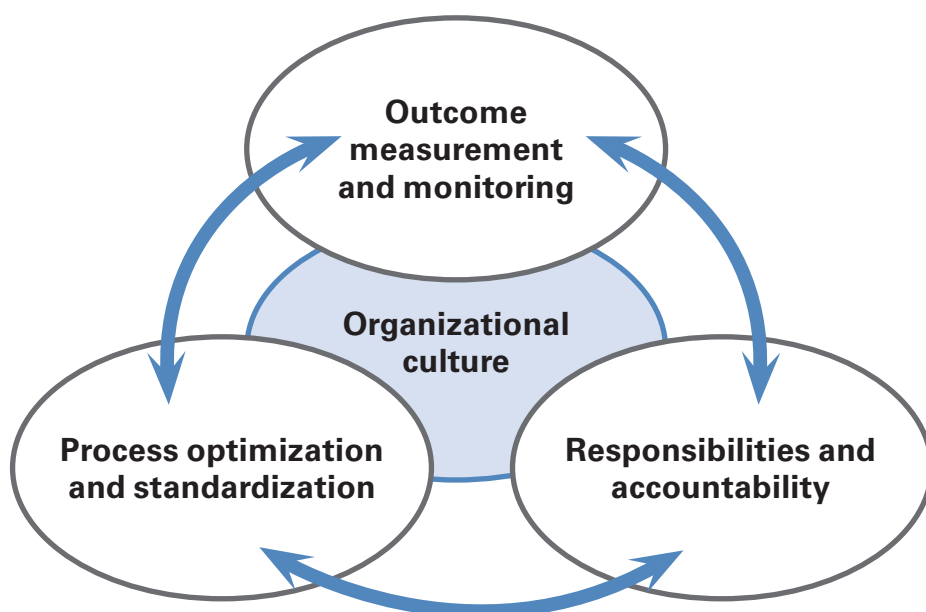 Outcome
measurement
and monitoring
Organizational
culture
Process optimization
and standardization
Responsibilities and
accountability